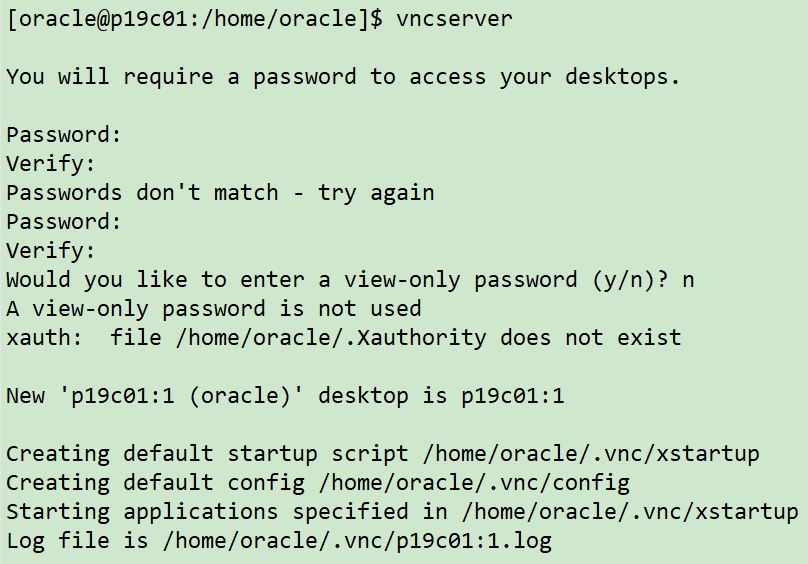 [oracle@p19c01:/home/oracle]$ vncserver
You will require a password to access your desktops.
Password:
Verify:
Passwords don't match - try again
Password:
Verify:
Would you like to enter a view-only password (y/n)? n
A view-only password is not used
xauth:  file /home/oracle/.Xauthority does not exist
New 'p19c01:1 (oracle)' desktop is p19c01:1
Creating default startup script /home/oracle/.vnc/xstartup
Creating default config /home/oracle/.vnc/config
Starting applications specified in /home/oracle/.vnc/xstartup
Log file is /home/oracle/.vnc/p19c01:1.log